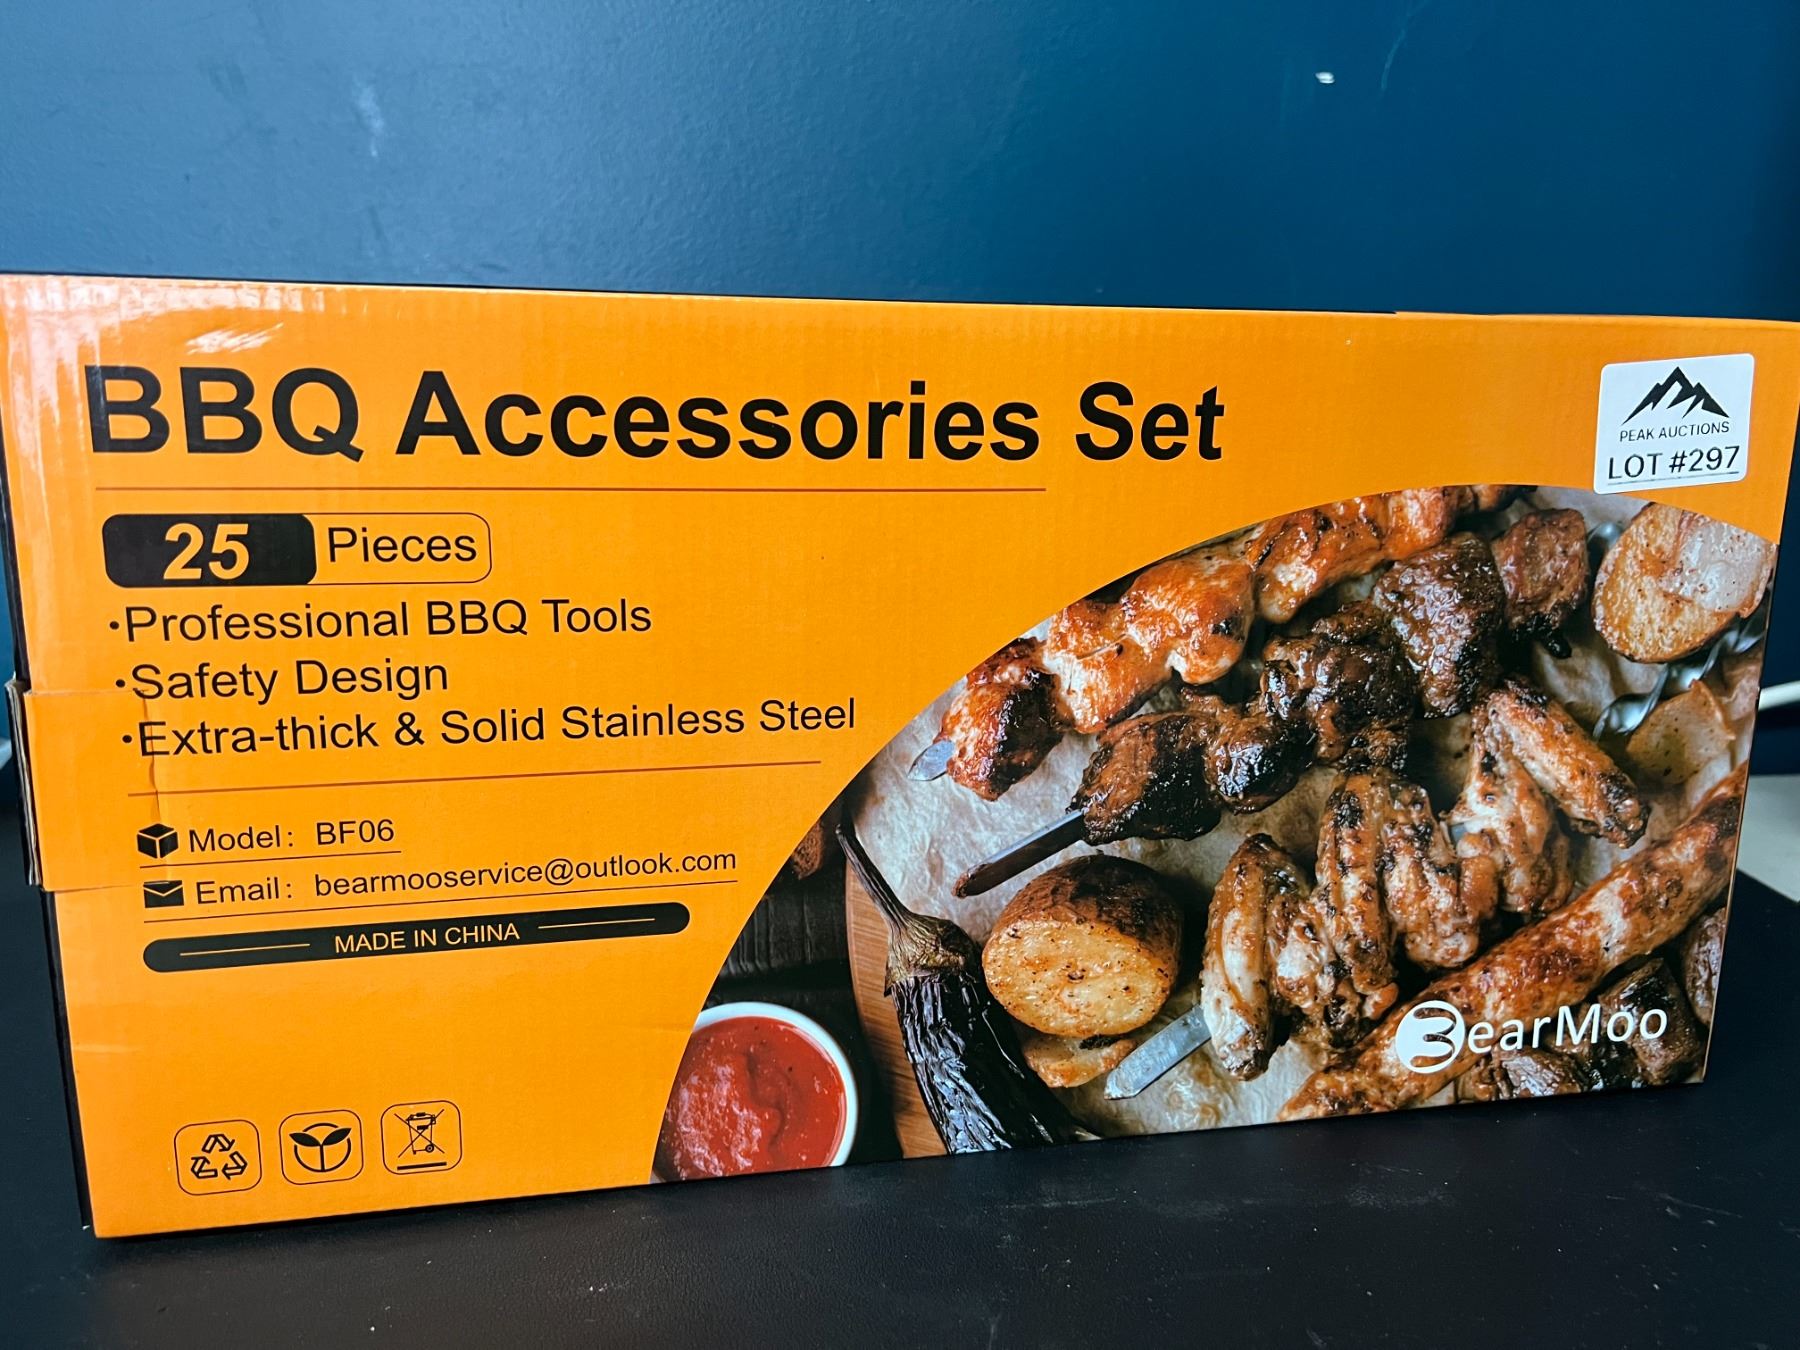 BBQ Accessories Set
PEAK AUCTIONS
LOT #297
25 Pieces
·Professional BBQ Tools
·Safety Design
·Extra-thick & Solid Stainless Steel
Model: BF06
Email: bearmooservice@outlook.com
MADE IN CHINA
BearMoo